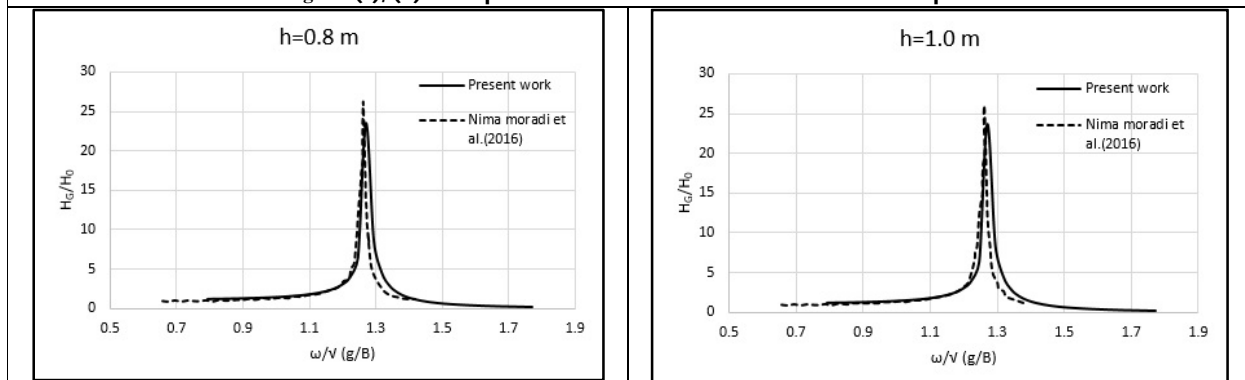 h=0.8 m
30
25
20
15
10
5
0
H_G/H_0
0.5 0.7 0.9 1.1 1.3 1.5 1.7 1.9
ω/√ (g/B)
Present work
Nima moradi et
al.(2016)
h=1.0 m
30
25
20
15
10
5
0
H_G/H_0
0.5 0.7 0.9 1.1 1.3 1.5 1.7 1.9
ω/√ (g/B)
Present work
Nima moradi et
al.(2016)